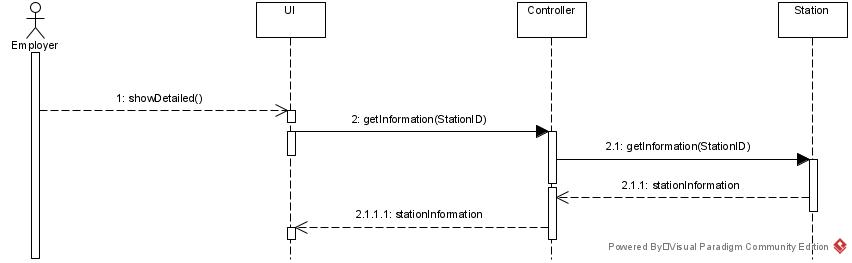 UI
Controller
Station
Employer
1: showDetailed()
2: getInformation(StationID)
2.1: getInformation(StationID)
2.1.1: stationInformation
2.1.1.1: stationInformation
Powered By□Visual Paradigm Community Edition